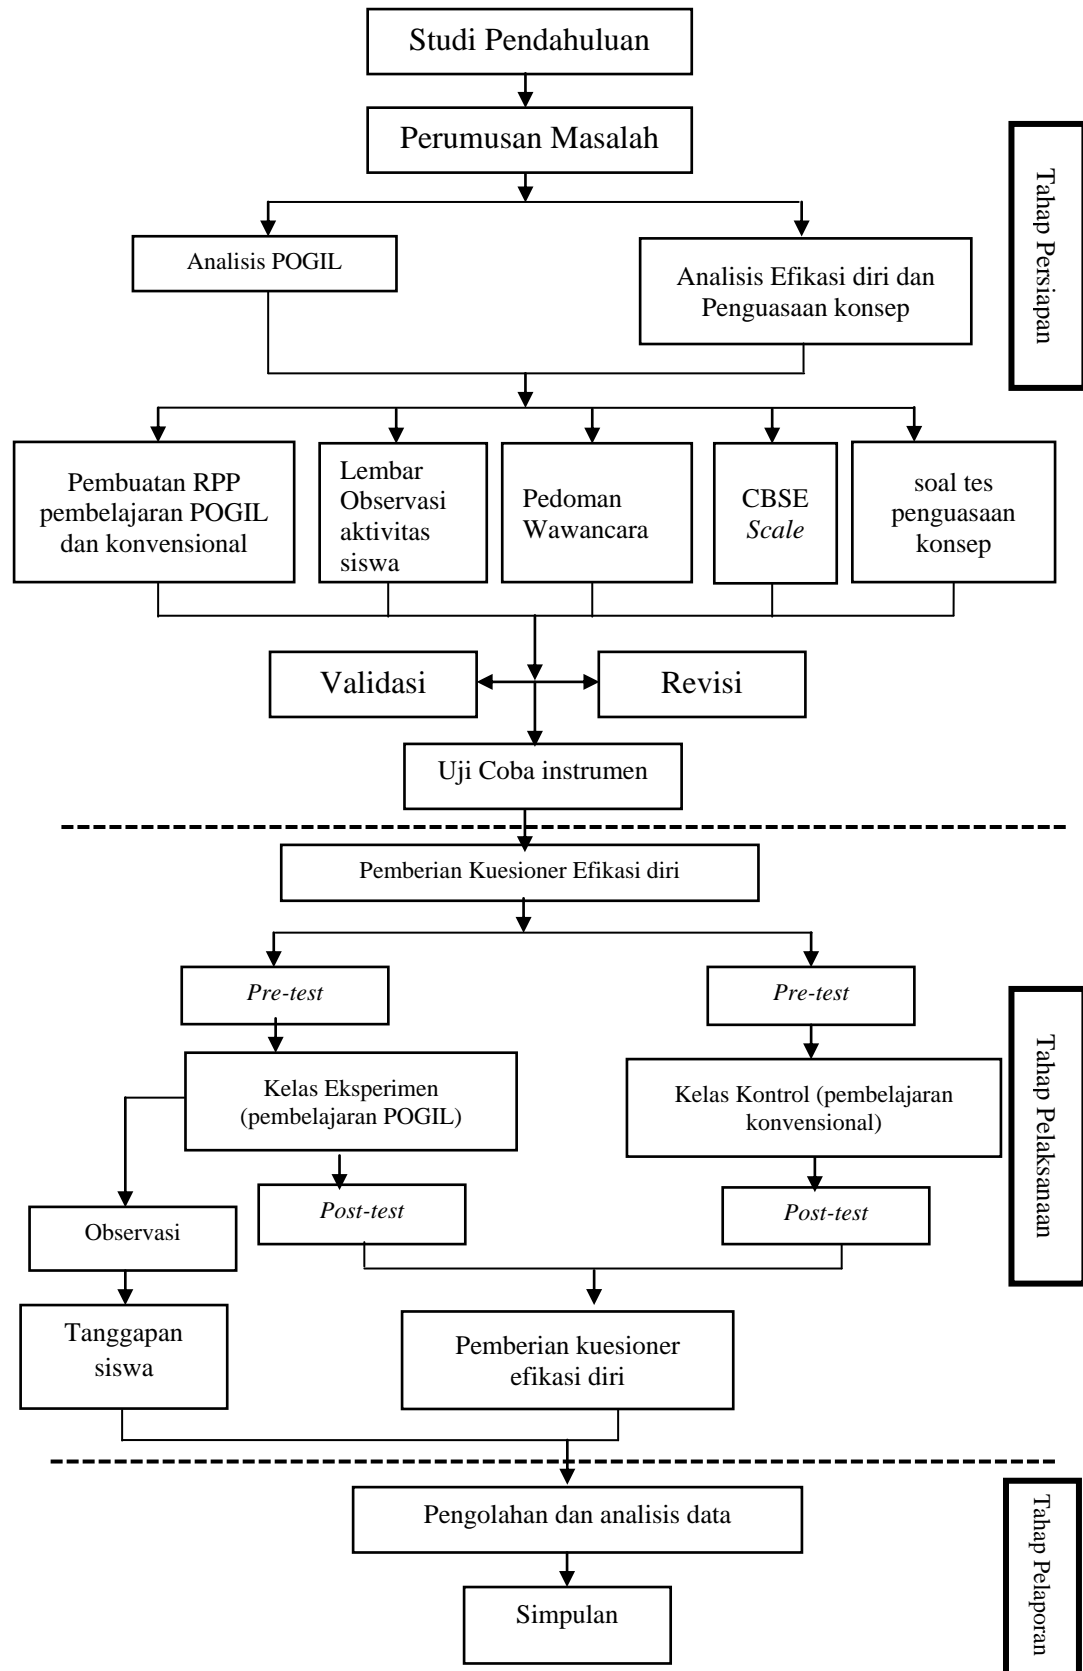 Studi Pendahuluan
Perumusan Masalah
Tahap Persiapan
Analisis POGIL
Analisis Efikasi diri dan
Penguasaan konsep
Pembuatan RPP
pembelajaran POGIL
dan konvensional
Lembar
Observasi
aktivitas
siswa
Pedoman
Wawancara
CBSE
Scale
soal tes
penguasaan
konsep
Validasi
Revisi
Uji Coba instrumen
Pemberian Kuesioner Efikasi diri
Pre-test
Pre-test
Tahap Pelaksanaan
Kelas Eksperimen
(pembelajaran POGIL)
Kelas Kontrol (pembelajaran
konvensional)
Post-test
Post-test
Observasi
Tanggapan
siswa
Pemberian kuesioner
efikasi diri
Pengolahan dan analisis data
Tahap Pelaporan
Simpulan